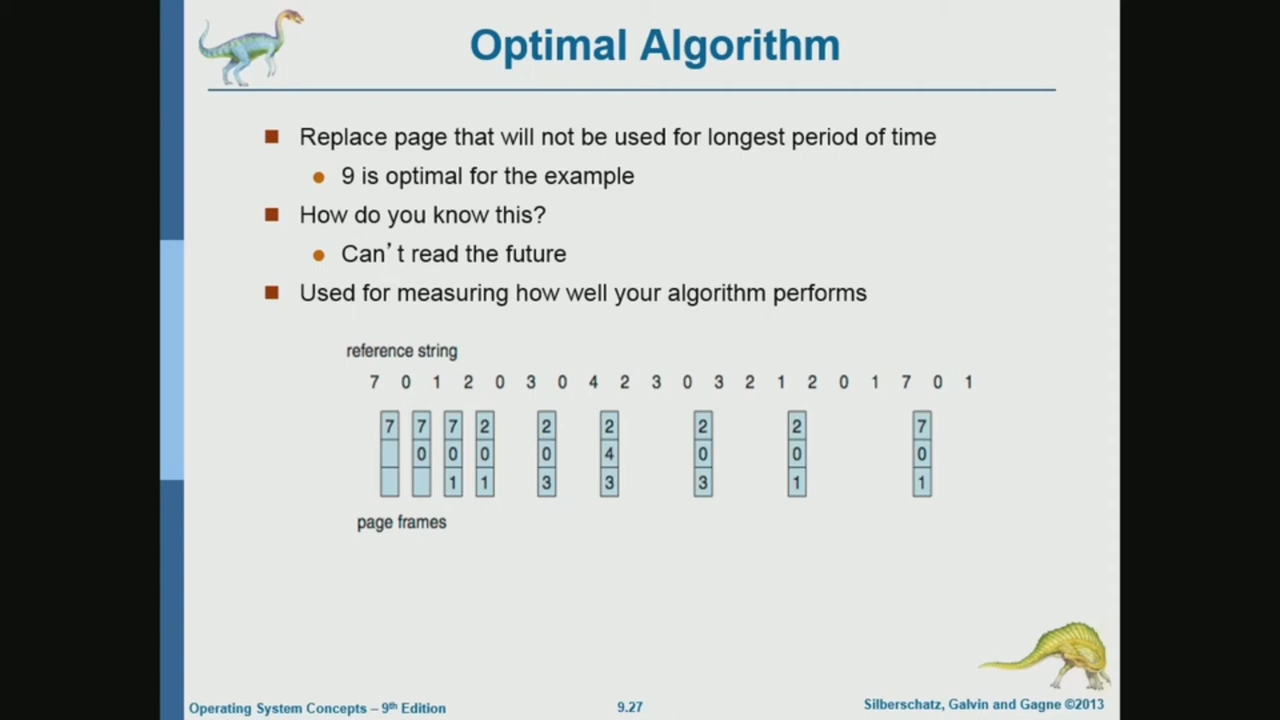 Optimal Algorithm
Replace page that will not be used for longest period of time
9 is optimal for the example
How do you know this?
Can't read the future
Used for measuring how well your algorithm performs
reference string
7 0 1 2 0 3 0 4 2 3 0 3 2 1 2 0 1 7 0 1
7 7 7 2 2 2 2 2 7
0 0 0 0 4 0 0 0
1 1 3 3 3 1 1
page frames
Operating System Concepts – 9th Edition
9.27
Silberschatz, Galvin and Gagne ©2013